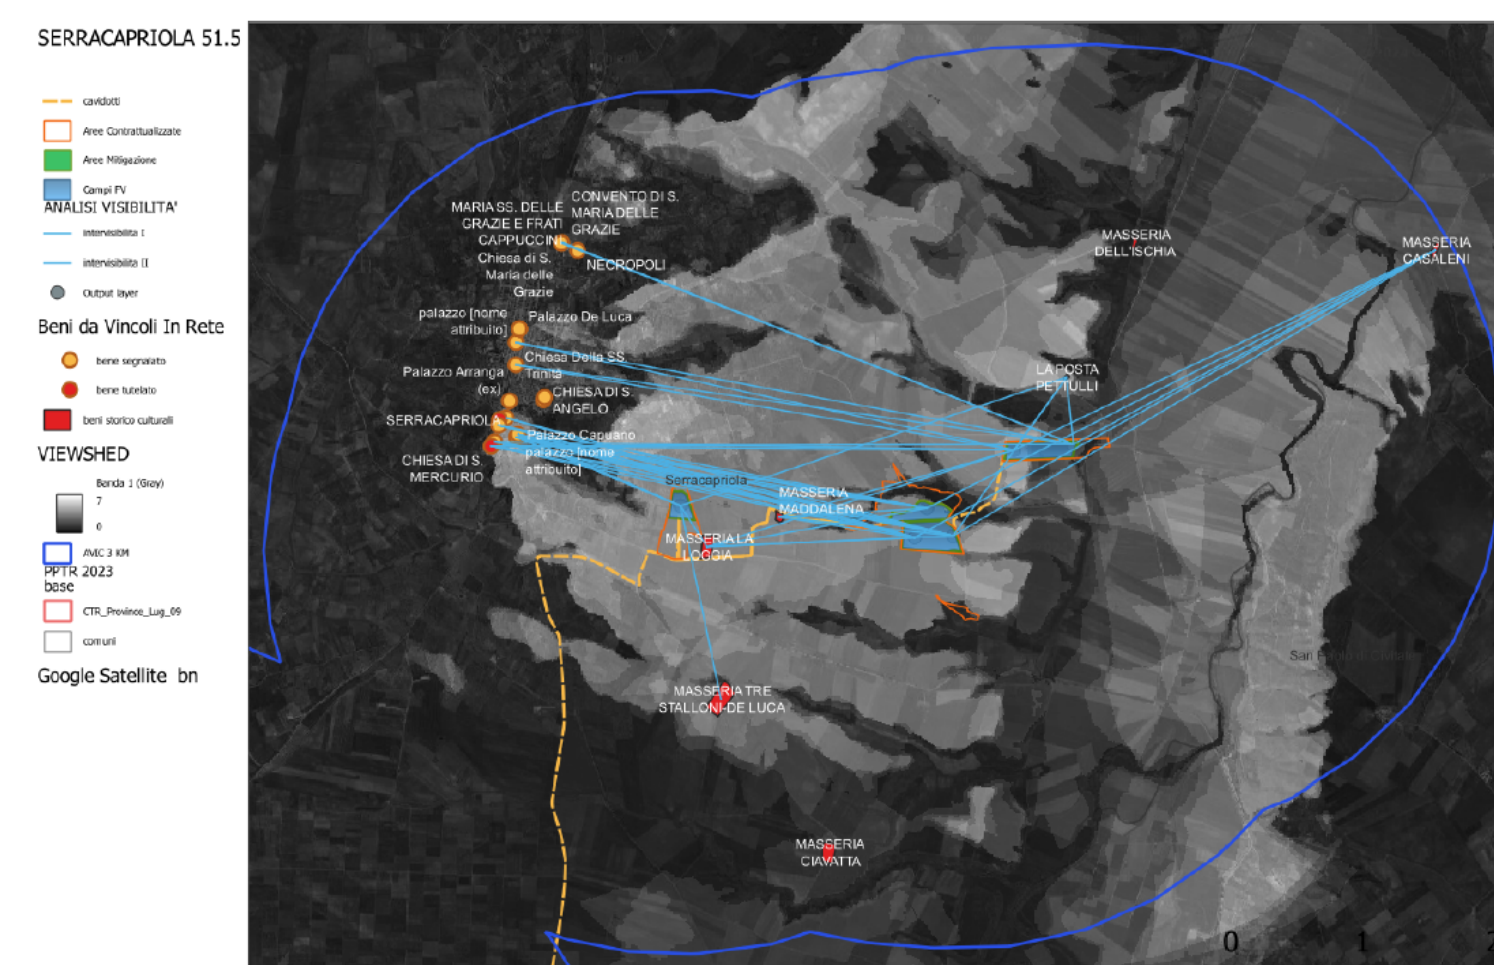 SERRACAPRIOLA 51.5
cavidotti
Aree Contrattualizzate
Aree Mitigazione
Campi FV
ANALISI VISIBILITA'
intervisibilita I
intervisibilita II
Output layer
Beni da Vincoli In Rete
bene segnalato
bene tutelato
beni storico culturali
VIEWSHED
Banda 1 (Gray)
7
0
AVIC 3 KM
PPTR 2023
base
CTR_Province_Lug_09
comuni
Google Satellite bn
MARIA SS. DELLE
GRAZIE E FRATI
CAPPUCCINI
CONVENTO DI S.
MARIA DELLE
GRAZIE
Chiesa di S.
Maria delle
Grazie
NECROPOLI
palazzo [nome
attribuito]
Palazzo De Luca
Chiesa Della SS.
Trinità
Palazzo Arranga
(ex)
CHIESA DI S.
ANGELO
SERRACAPRIOLA
Palazzo Capuano
palazzo [nome
attribuito]
CHIESA DI S.
MERCURIO
Serracapriola
MASSERIA
MADDALENA
MASSERIA LA
LOGGIA
MASSERIA
DELL'ISCHIA
MASSERIA
CASALENI
LA POSTA
PETTULLI
MASSERIA TRE
STALLONI-DE LUCA
MASSERIA
CIAVATTA
0
1